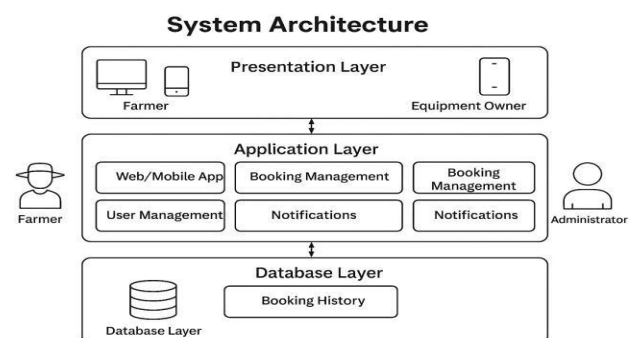 System Architecture
Presentation Layer
Farmer
Equipment Owner
Application Layer
Web/Mobile App
Booking Management
Booking
Management
User Management
Notifications
Notifications
Farmer
Administrator
Database Layer
Booking History
Database Layer